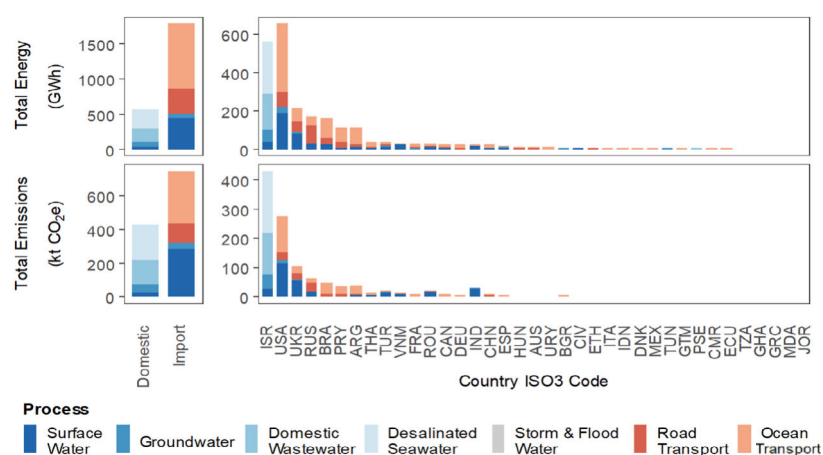 Total Energy
(GWh)
1500
1000
500
0
600
400
200
0
Total Emissions
(kt CO₂e)
600
400
200
0
400
300
200
100
0
Domestic
Import
ISR
USA
UKR
RUS
BRA
PRY
ARG
THA
TUR
VNM
FRA
ROU
CAN
DEU
IND
CHN
ESP
HUN
AUS
URY
BGR
CIV
ETH
ITA
IDN
DNK
MEX
TUN
GTM
PSE
CMR
ECU
TZA
GHA
GRC
MDA
JOR
Country ISO3 Code
Process
Surface
Water
Groundwater
Domestic
Wastewater
Desalinated
Seawater
Storm & Flood
Water
Road
Transport
Ocean
Transport